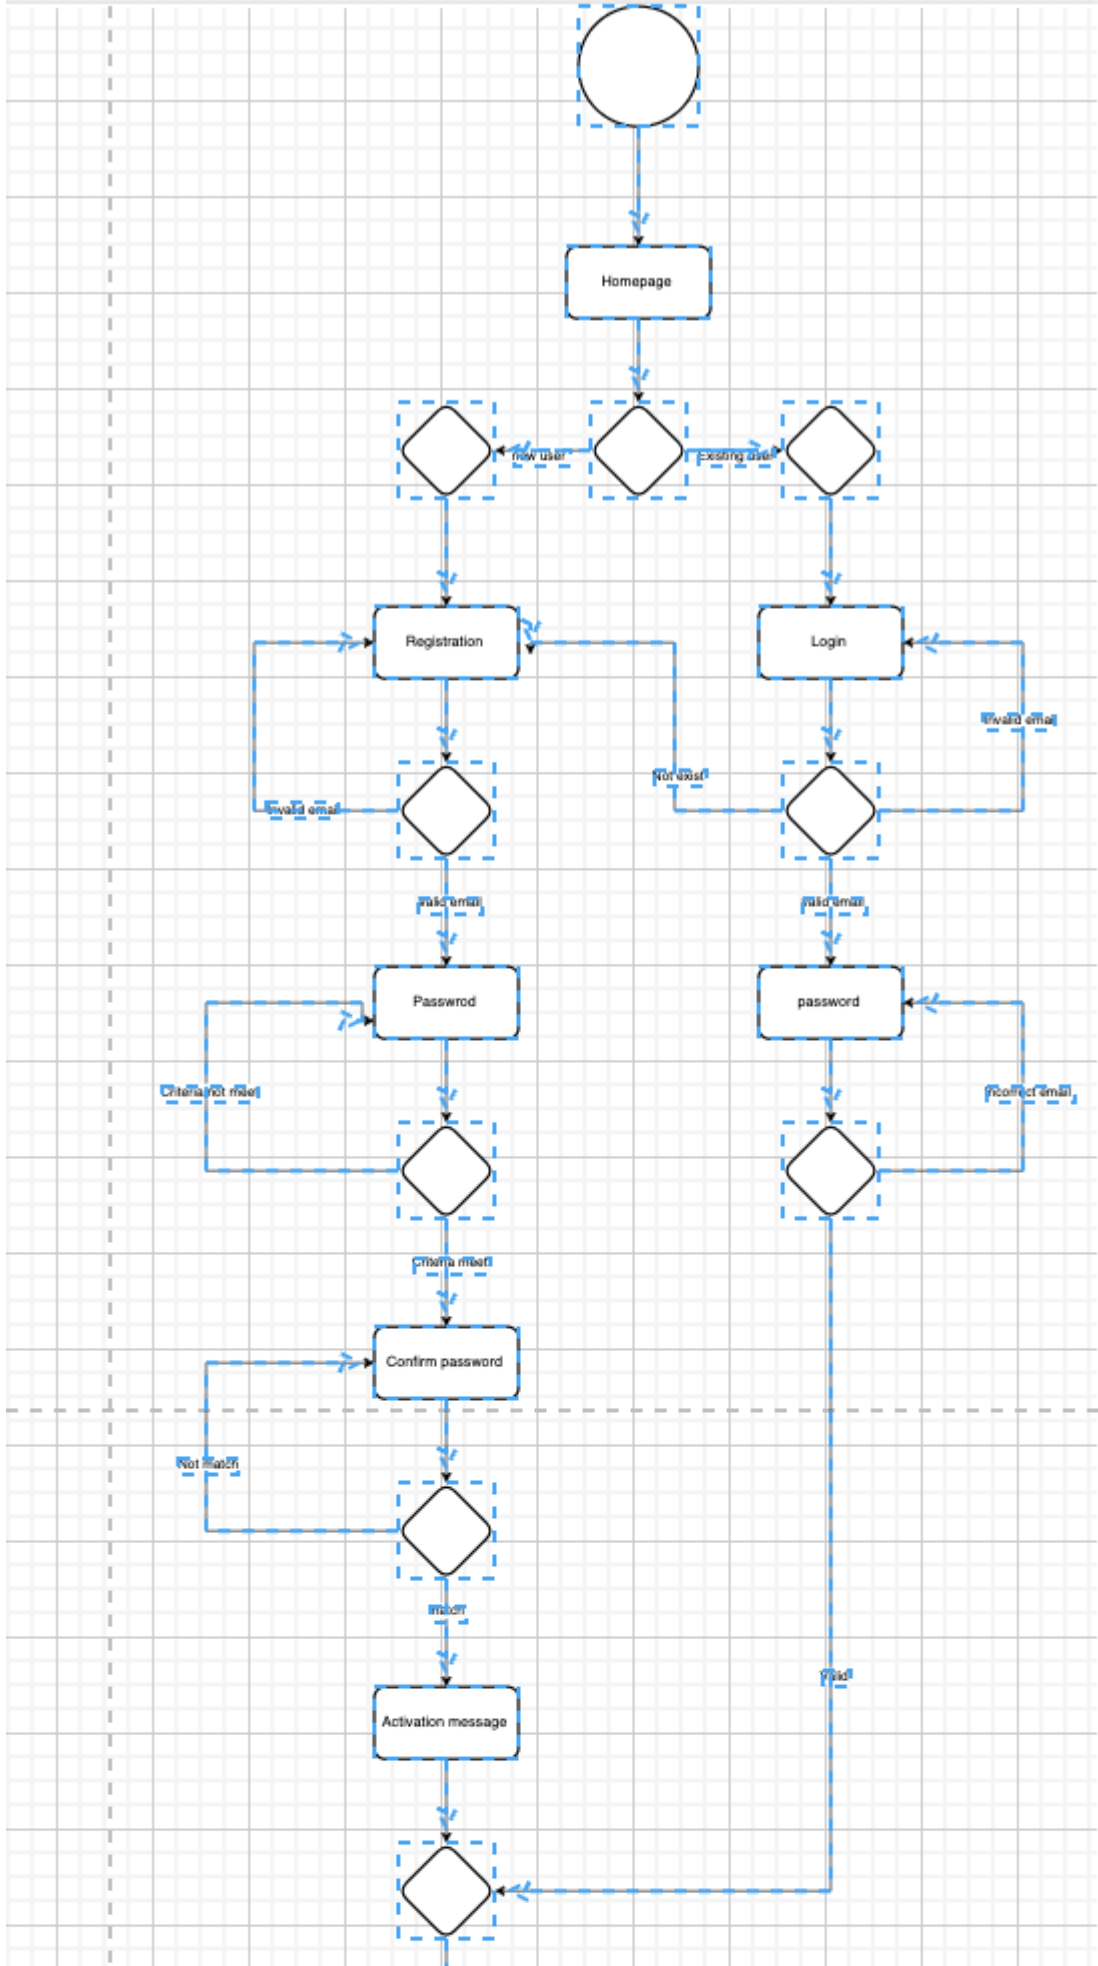 Homepage
new user
Existing user
Registration
Login
Invalid email
Not exist
Invalid email
valid email
valid email
Passwrod
password
Criteria not meet
Incorrect email
Criteria meet
Confirm password
Not match
match
Valid
Activation message